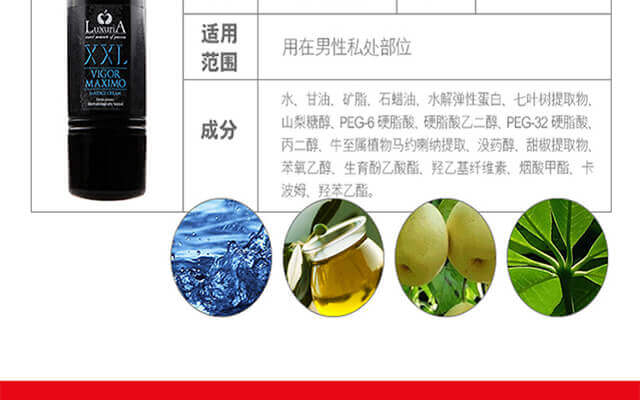 LuxuriA
XXL
VIGOR
MAXIMO
适用
范围
用在男性私处部位
成分
水、甘油、矿脂、石蜡油、水解弹性蛋白、七叶树提取物、
山梨糖醇、PEG-6 硬脂酸、硬脂酸乙二醇、PEG-32 硬脂酸、
丙二醇、牛至属植物马约喇纳提取、没药醇、甜椒提取物、
苯氧乙醇、生育酚乙酸酯、羟乙基纤维素、烟酸甲酯、卡
波姆、羟苯乙酯。